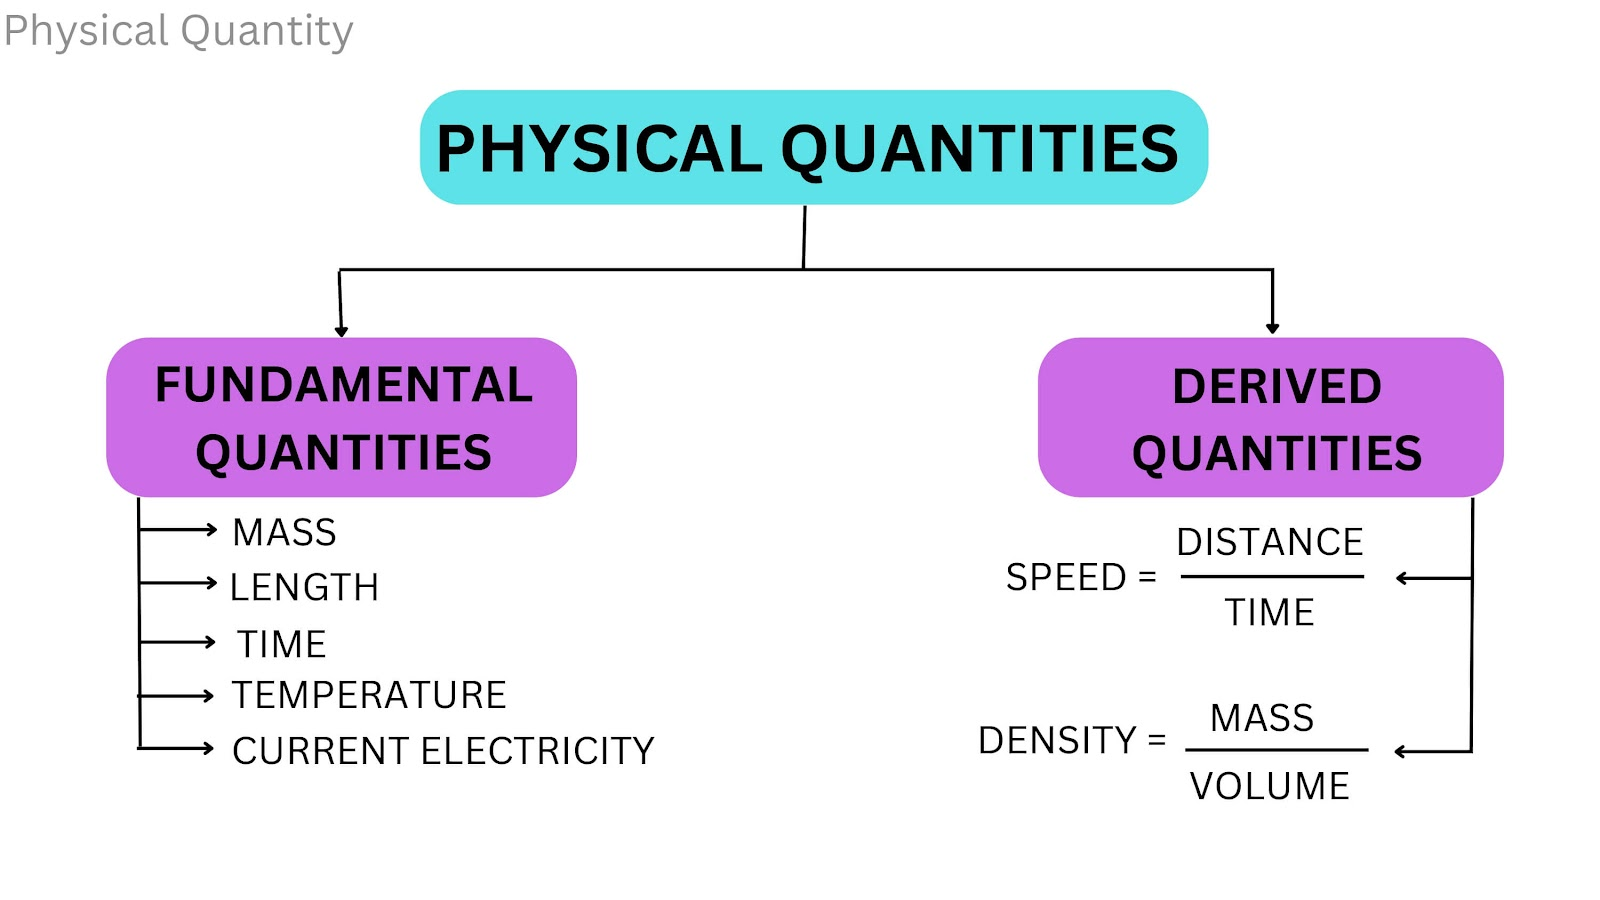 Physical Quantity
PHYSICAL QUANTITIES
FUNDAMENTAL
QUANTITIES
MASS
LENGTH
TIME
TEMPERATURE
CURRENT ELECTRICITY
DERIVED
QUANTITIES
DISTANCE
SPEED =
TIME
MASS
DENSITY =
VOLUME